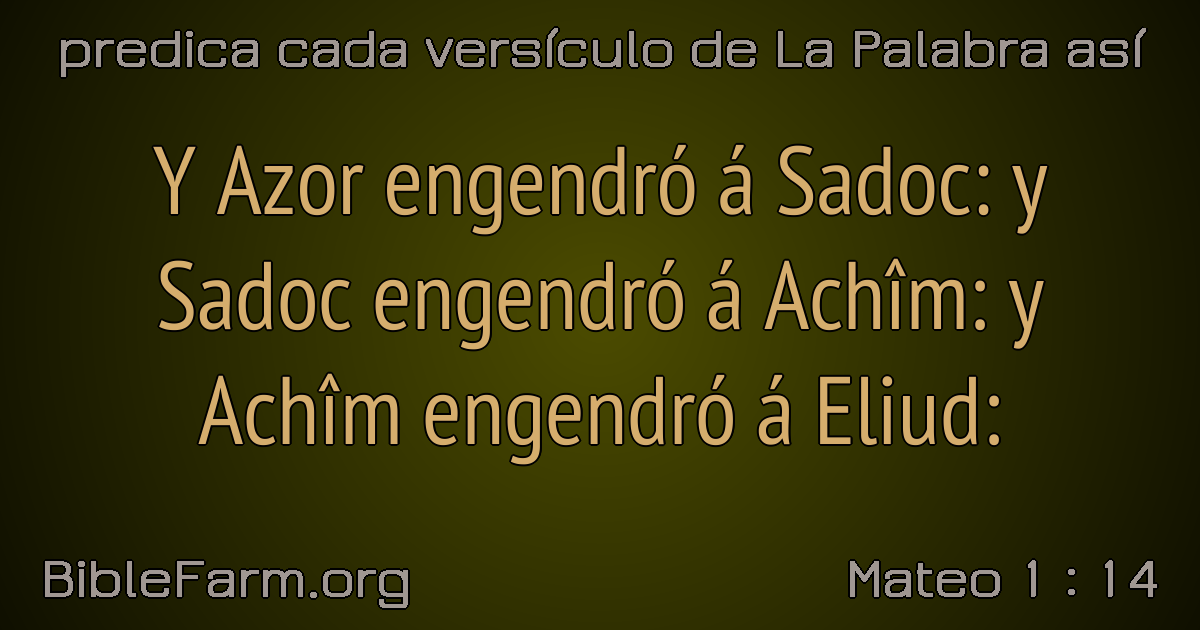 predica cada versículo de La Palabra así
Y Azor engendró á Sadoc: y
Sadoc engendró á Achîm: y
Achîm engendró á Eliud:
BibleFarm.org
Mateo 1 : 14